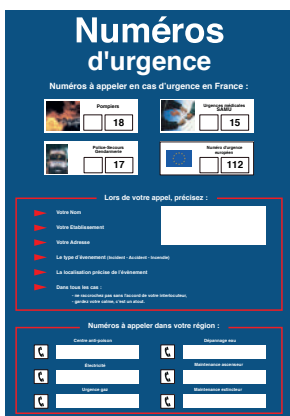 Numéros
d'urgence
Numéros à appeler en cas d'urgence en France :
Pompiers
18
Urgences médicales
SAMU
15
Police-Secours
Gendarmerie
17
Numéro d'urgence
européen
112
Lors de votre appel, précisez :
Votre Nom
Votre Etablissement
Votre Adresse
Le type d'évenement (Incident - Accident - Incendie)
La localisation précise de l'évènement
Dans tous les cas :
- ne raccrochez pas sans l'accord de votre interlocuteur,
- gardez votre calme, c'est un atout.
Numéros à appeler dans votre région :
Centre anti-poison
Dépannage eau
Électricité
Maintenance ascenseur
Urgence gaz
Maintenance extincteur